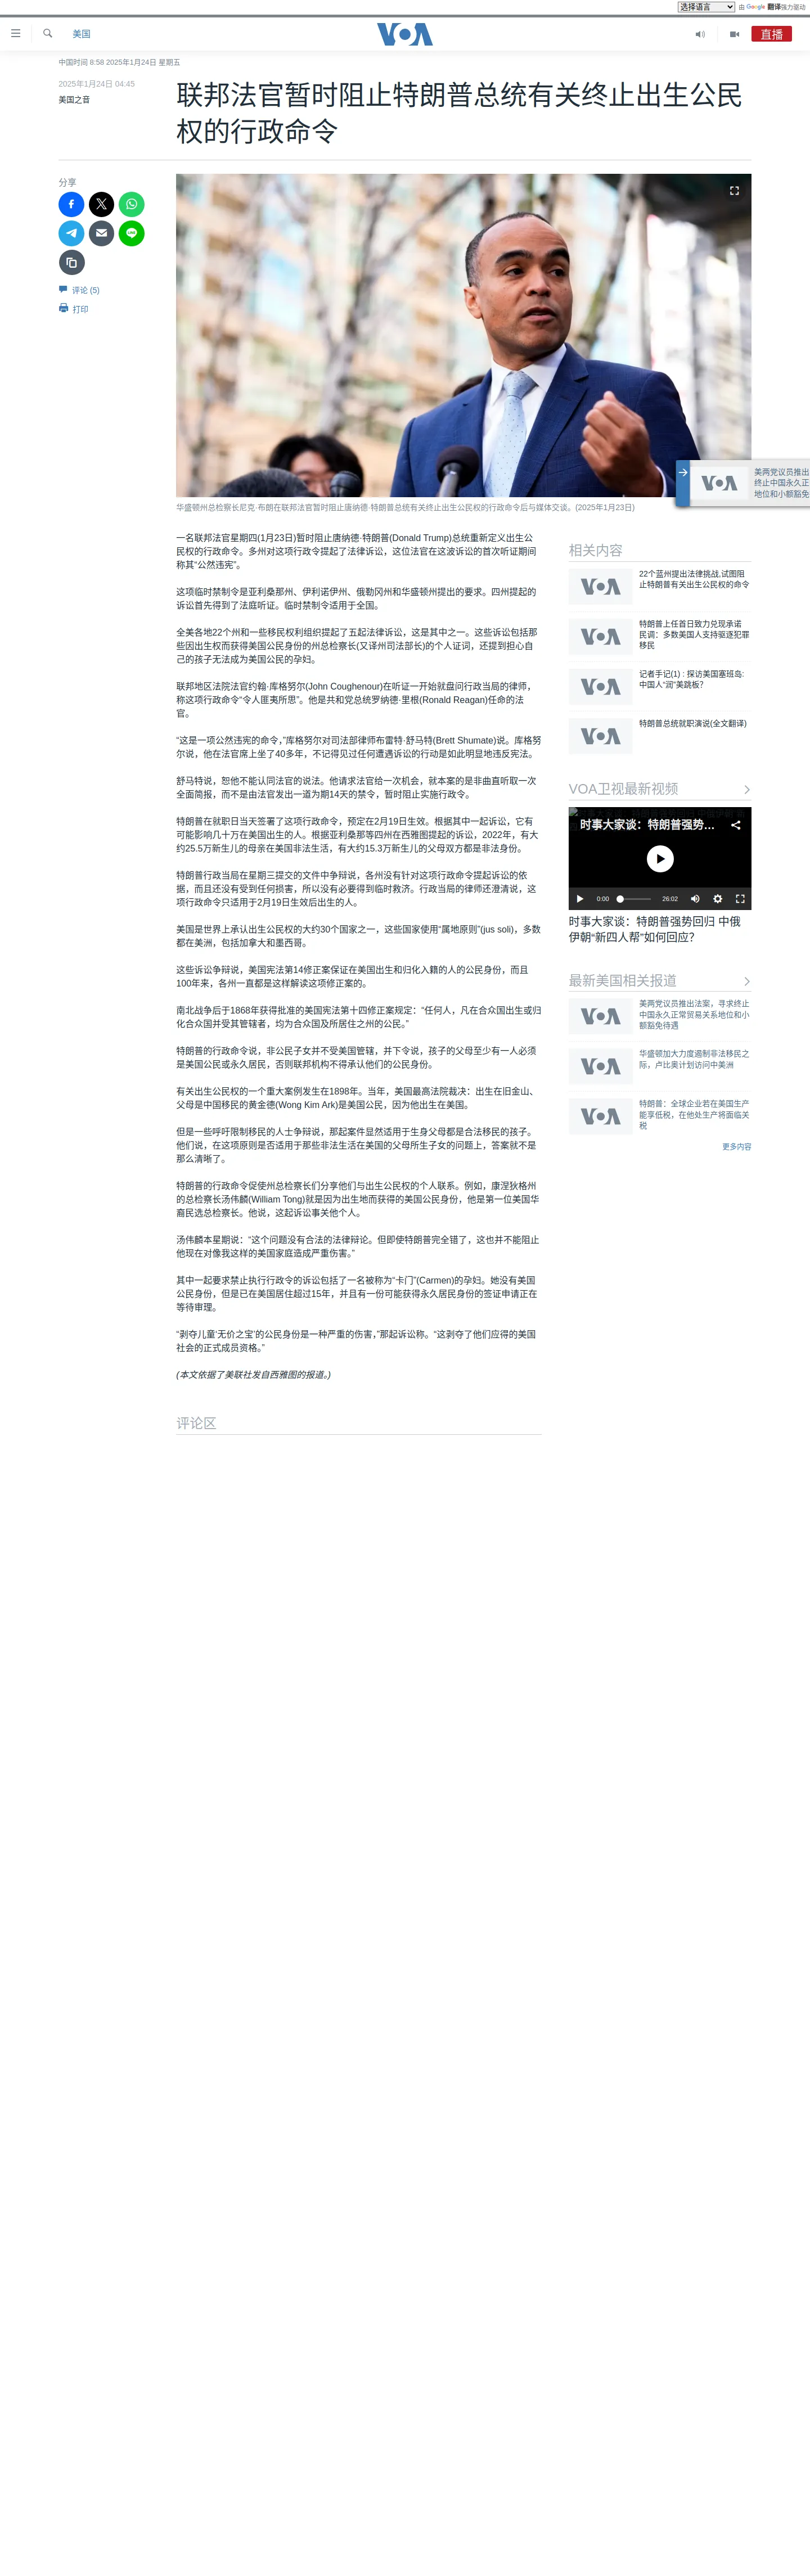 选择语言
由 Google 翻译强力驱动
美国
VOA
直播
中国时间 8:58 2025年1月24日 星期五
2025年1月24日 04:45
美国之音
联邦法官暂时阻止特朗普总统有关终止出生公民
权的行政命令
分享
评论 (5)
打印
美两党议员推出
终止中国永久正
地位和小额豁免
VOA
华盛顿州总检察长尼克·布朗在联邦法官暂时阻止唐纳德·特朗普总统有关终止出生公民权的行政命令后与媒体交谈。(2025年1月23日)
一名联邦法官星期四(1月23日)暂时阻止唐纳德·特朗普(Donald Trump)总统重新定义出生公
民权的行政命令。多州对这项行政令提起了法律诉讼，这位法官在这波诉讼的首次听证期间
称其“公然违宪”。
这项临时禁制令是亚利桑那州、伊利诺伊州、俄勒冈州和华盛顿州提出的要求。四州提起的
诉讼首先得到了法庭听证。临时禁制令适用于全国。
全美各地22个州和一些移民权利组织提起了五起法律诉讼，这是其中之一。这些诉讼包括那
些因出生权而获得美国公民身份的州总检察长(又译州司法部长)的个人证词，还提到担心自
己的孩子无法成为美国公民的孕妇。
联邦地区法院法官约翰·库格努尔(John Coughenour)在听证一开始就盘问行政当局的律师，
称这项行政命令“令人匪夷所思”。他是共和党总统罗纳德·里根(Ronald Reagan)任命的法
官。
“这是一项公然违宪的命令，”库格努尔对司法部律师布雷特·舒马特(Brett Shumate)说。库格努
尔说，他在法官席上坐了40多年，不记得见过任何遭遇诉讼的行动是如此明显地违反宪法。
舒马特说，恕他不能认同法官的说法。他请求法官给一次机会，就本案的是非曲直听取一次
全面简报，而不是由法官发出一道为期14天的禁令，暂时阻止实施行政令。
特朗普在就职日当天签署了这项行政命令，预定在2月19日生效。根据其中一起诉讼，它有
可能影响几十万在美国出生的人。根据亚利桑那等四州在西雅图提起的诉讼，2022年，有大
约25.5万新生儿的母亲在美国非法生活，有大约15.3万新生儿的父母双方都是非法身份。
特朗普行政当局在星期三提交的文件中争辩说，各州没有针对这项行政命令提起诉讼的依
据，而且还没有受到任何损害，所以没有必要得到临时救济。行政当局的律师还澄清说，这
项行政命令只适用于2月19日生效后出生的人。
美国是世界上承认出生公民权的大约30个国家之一，这些国家使用“属地原则”(jus soli)，多数
都在美洲，包括加拿大和墨西哥。
这些诉讼争辩说，美国宪法第14修正案保证在美国出生和归化入籍的人的公民身份，而且
100年来，各州一直都是这样解读这项修正案的。
南北战争后于1868年获得批准的美国宪法第十四修正案规定：“任何人，凡在合众国出生或归
化合众国并受其管辖者，均为合众国及所居住之州的公民。”
特朗普的行政命令说，非公民子女并不受美国管辖，并下令说，孩子的父母至少有一人必须
是美国公民或永久居民，否则联邦机构不得承认他们的公民身份。
有关出生公民权的一个重大案例发生在1898年。当年，美国最高法院裁决：出生在旧金山、
父母是中国移民的黄金德(Wong Kim Ark)是美国公民，因为他出生在美国。
但是一些呼吁限制移民的人士争辩说，那起案件显然适用于生身父母都是合法移民的孩子。
他们说，在这项原则是否适用于那些非法生活在美国的父母所生子女的问题上，答案就不是
那么清晰了。
特朗普的行政命令促使州总检察长们分享他们与出生公民权的个人联系。例如，康涅狄格州
的总检察长汤伟麟(William Tong)就是因为出生地而获得的美国公民身份，他是第一位美国华
裔民选总检察长。他说，这起诉讼事关他个人。
汤伟麟本星期说：“这个问题没有合法的法律辩论。但即使特朗普完全错了，这也并不能阻止
他现在对像我这样的美国家庭造成严重伤害。”
其中一起要求禁止执行行政令的诉讼包括了一名被称为“卡门”(Carmen)的孕妇。她没有美国
公民身份，但是已在美国居住超过15年，并且有一份可能获得永久居民身份的签证申请正在
等待审理。
“剥夺儿童‘无价之宝’的公民身份是一种严重的伤害，”那起诉讼称。“这剥夺了他们应得的美国
社会的正式成员资格。”
(本文依据了美联社发自西雅图的报道。)
评论区
相关内容
VOA
22个蓝州提出法律挑战,试图阻
止特朗普有关出生公民权的命令
VOA
特朗普上任首日致力兑现承诺
民调：多数美国人支持驱逐犯罪
移民
VOA
记者手记(1) : 探访美国塞班岛:
中国人“润”美跳板?
VOA
特朗普总统就职演说(全文翻译)
VOA卫视最新视频
时事大家谈：特朗普强势…
0:00
26:02
时事大家谈：特朗普强势回归 中俄
伊朝“新四人帮”如何回应？
最新美国相关报道
VOA
美两党议员推出法案，寻求终止
中国永久正常贸易关系地位和小
额豁免待遇
VOA
华盛顿加大力度遏制非法移民之
际，卢比奥计划访问中美洲
VOA
特朗普：全球企业若在美国生产
能享低税，在他处生产将面临关
税
更多内容